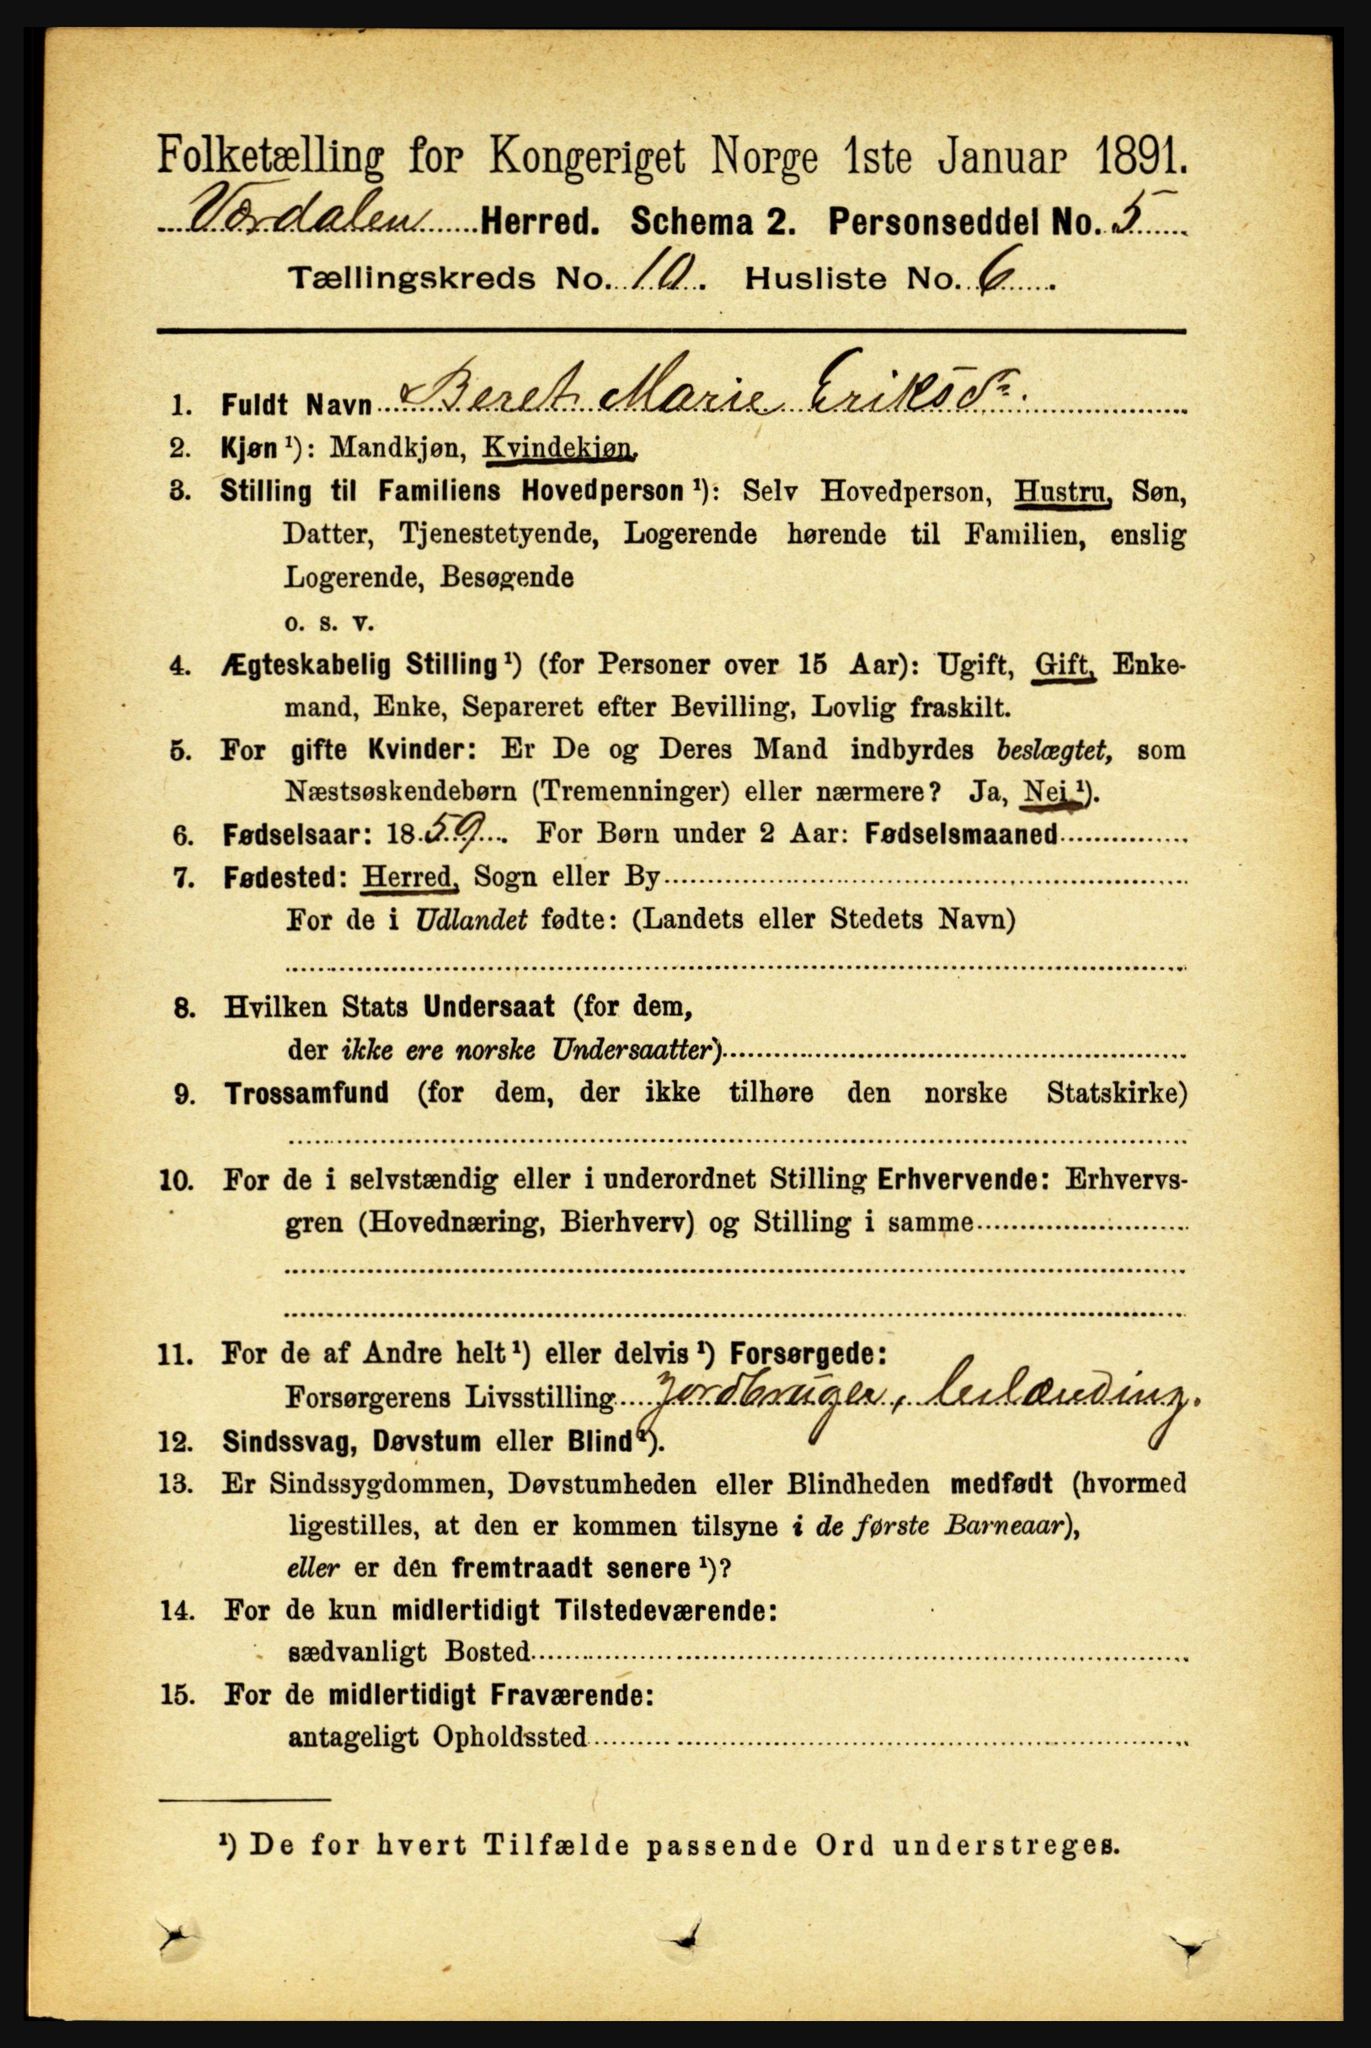 Folketælling for Kongeriget Norge 1ste Januar 1891.
Værdalen Herred. Schema 2. Personseddel No. 5
Tællingskreds No. 10. Husliste No. 6.
1. Fuldt Navn Beret Marie Eriksdr.
2. Kjøn ¹): Mandkjøn, Kvindekjøn.
3. Stilling til Familiens Hovedperson ¹): Selv Hovedperson, Hustru, Søn,
Datter, Tjenestetyende, Logerende hørende til Familien, enslig
Logerende, Besøgende
o. s. v.
4. Ægteskabelig Stilling ¹) (for Personer over 15 Aar): Ugift, Gift, Enke-
mand, Enke, Separeret efter Bevilling, Lovlig fraskilt.
5. For gifte Kvinder: Er De og Deres Mand indbyrdes beslægtet, som
Næstsøskendebørn (Tremenninger) eller nærmere? Ja, Nei ¹).
6. Fødselsaar: 1859. For Børn under 2 Aar: Fødselsmaaned
7. Fødested: Herred, Sogn eller By
For de i Udlandet fødte: (Landets eller Stedets Navn)
8. Hvilken Stats Undersaat (for dem,
der ikke ere norske Undersaatter)
9. Trossamfund (for dem, der ikke tilhøre den norske Statskirke)
10. For de i selvstændig eller i underordnet Stilling Erhvervende: Erhvervs-
gren (Hovednæring, Bierhverv) og Stilling i samme
11. For de af Andre helt ¹) eller delvis ¹) Forsørgede:
Forsørgerens Livsstilling Jordbruger, leilænding.
12. Sindssvag, Døvstum eller Blind ¹).
13. Er Sindssygdommen, Døvstumheden eller Blindheden medfødt (hvormed
ligestilles, at den er kommen tilsyne i de første Barneaar),
eller er den fremtraadt senere ¹)?
14. For de kun midlertidigt Tilstedeværende:
sædvanligt Bosted
15. For de midlertidigt Fraværende:
antageligt Opholdssted
¹) De for hvert Tilfælde passende Ord understreges.